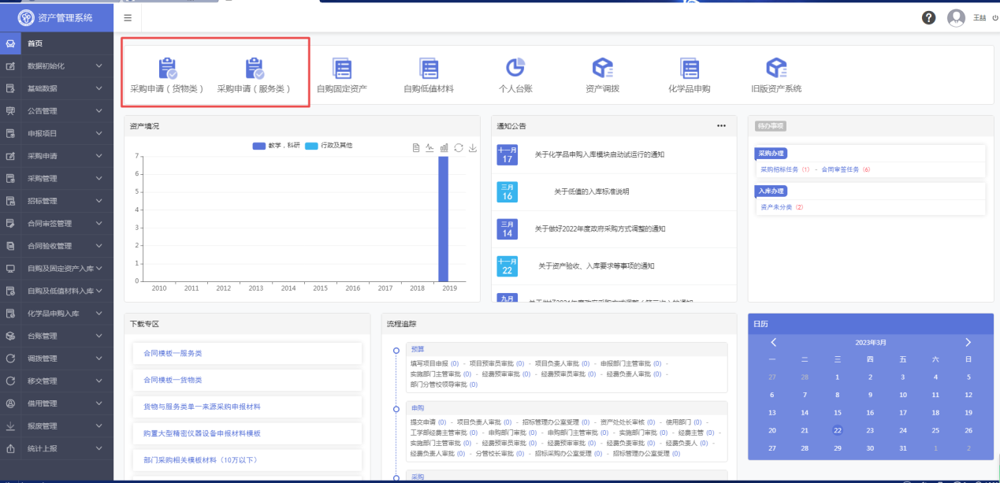 资产管理系统
王喆
首页
数据初始化
基础数据
公告管理
申报项目
采购申请
采购管理
招标管理
合同审签管理
合同验收管理
自购及固定资产入库
自购及低值材料入库
化学品申购入库
台账管理
调拨管理
移交管理
借用管理
报废管理
统计上报
采购申请（货物类）
采购申请（服务类）
自购固定资产
自购低值材料
个人台账
资产调拨
化学品申购
旧版资产系统
资产境况
教学，科研
行政及其他
7
6
5
4
3
2
1
0
2010 2011 2012 2013 2014 2015 2016 2017 2018 2019
通知公告
十一月
17
关于化学品申购入库模块启动试运行的通知
三月
16
关于低值的入库标准说明
三月
14
关于做好2022年度政府采购方式调整的通知
十一月
22
关于资产验收、入库要求等事项的通知
九月
待办事项
采购办理
采购招标任务 (1) - 合同审签任务 (6)
入库办理
资产未分类 (2)
下载专区
合同模板一服务类
合同模板一货物类
货物与服务类单一来源采购申报材料
购置大型精密仪器设备申报材料模板
部门采购相关模板材料（10万以下）
流程追踪
预算
填写项目申报 (0) - 项目预审员审批 (0) - 项目负责人审批 (0) - 申报部门主管审批 (0) -
实施部门主管审批 (0) - 经费预审审批 (0) - 经费预审员审批 (0) - 经费负责人审批 (0) -
部门分管校领导审批 (0)
申购
提交申请 (0) - 项目负责人审批 (0) - 招标管理办公室受理 (0) - 资产处处长审核 (0) - 使用部门 (0) -
工学部经费主管审批 (0) - 申购部门审批 (0) - 申购部门主管审批 (0) - 实施部门审批 (0) - 经费主管 (0) -
实施部门主管审批 (0) - 经费预审员审批 (0) - 经费预审审批 (0) - 经费负责审批 (0) - 经费负责人 (0) -
经费负责人审批 (0) - 分管校长审批 (0) - 招标采购办公室受理 (0) - 招标管理办公室受理 (0)
采购
日历
2023年3月
一 二 三 四 五 六 日
27 28 1 2 3 4 5
6 7 8 9 10 11 12
13 14 15 16 17 18 19
20 21 22 23 24 25 26
27 28 29 30 31 1 2